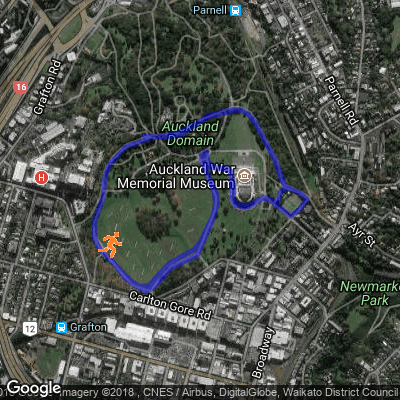 Parnell
Grafton Rd
16
Parnell Rd
Auckland
Domain
H
Auckland War
Memorial Museum
Ayr St
Newmarke
Park
Carlton Gore Rd
12
Grafton
Broadway
Google
Imagery ©2018 , CNES / Airbus, DigitalGlobe, Waikato District Council